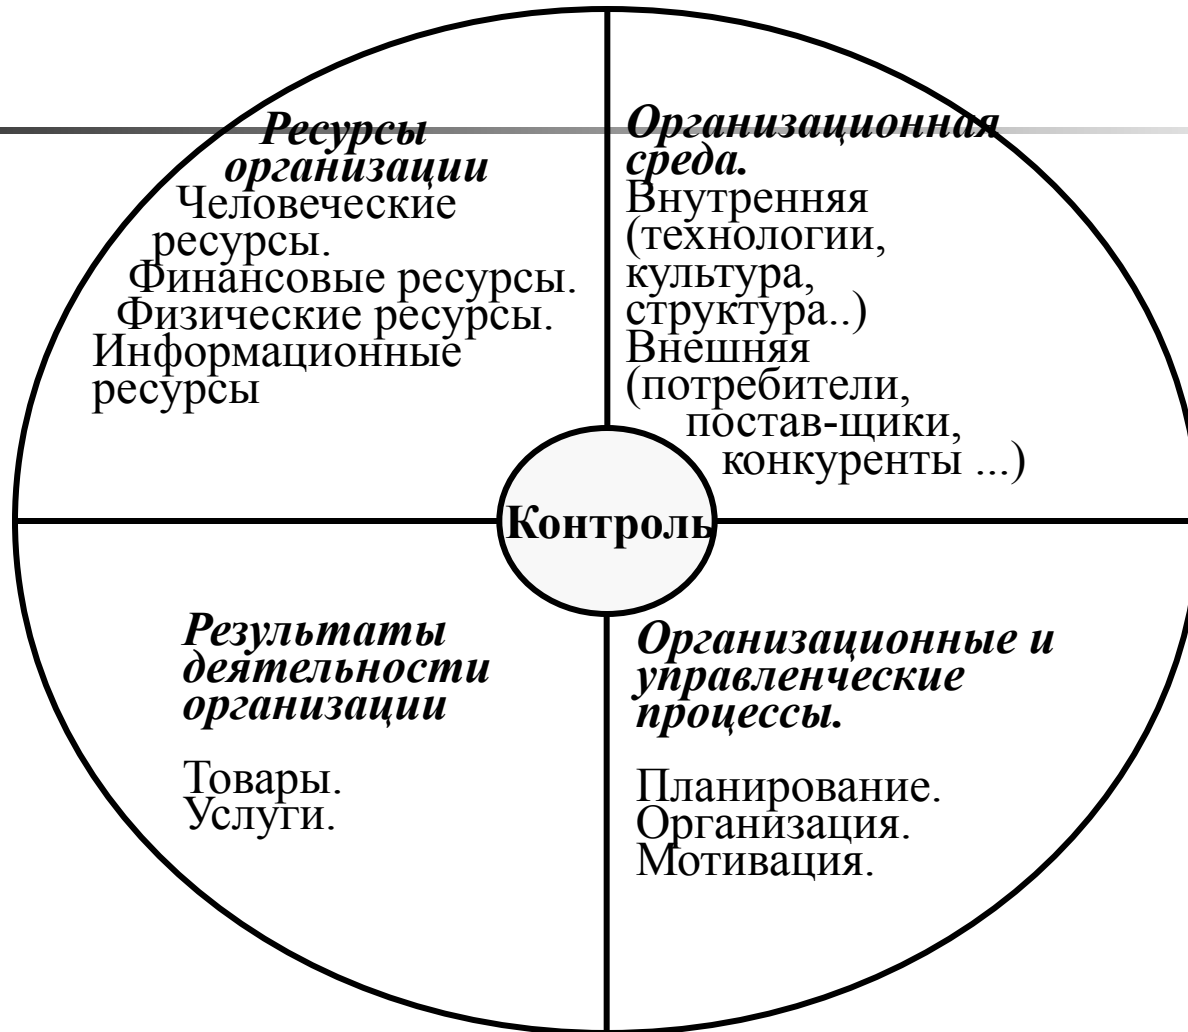 Ресурсы
организации
Человеческие
ресурсы.
Финансовые ресурсы.
Физические ресурсы.
Информационные
ресурсы
Организационная
среда.
Внутренняя
(технологии,
культура,
структура..)
Внешняя
(потребители,
постав-щики,
конкуренты ...)
Контроль
Результаты
деятельности
организации
Товары.
Услуги.
Организационные и
управленческие
процессы.
Планирование.
Организация.
Мотивация.